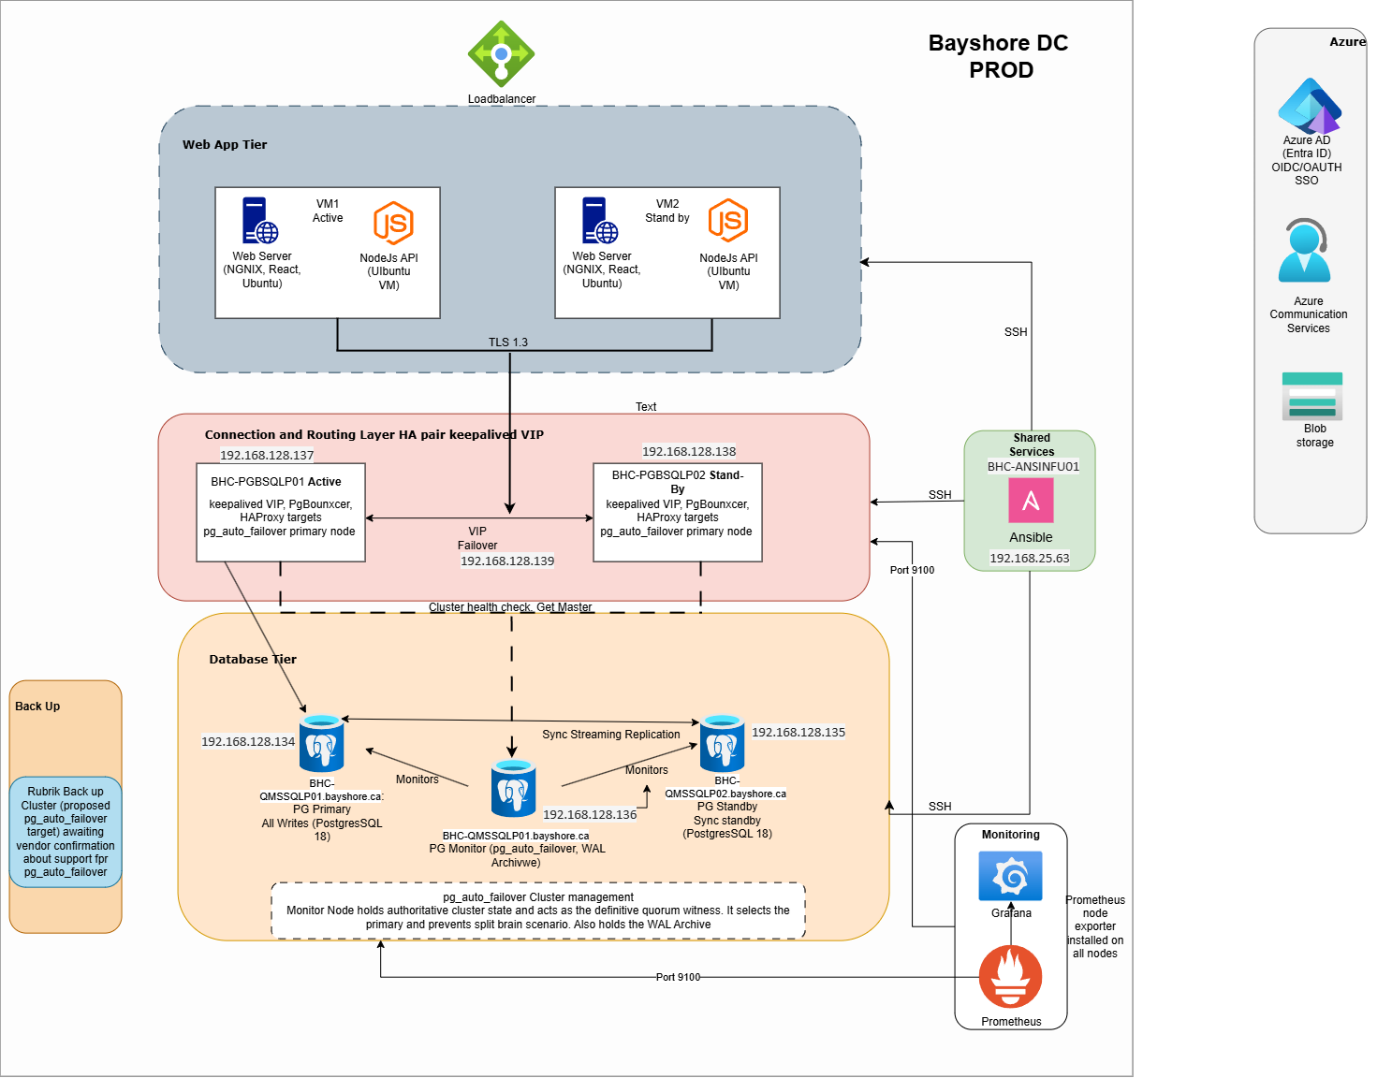 Bayshore DC
PROD
Loadbalancer
Web App Tier
VM1
Active
Web Server
(NGNIX, React,
Ubuntu)
NodeJs API
(UIbuntu
VM)
VM2
Stand by
Web Server
(NGNIX, React,
Ubuntu)
NodeJs API
(UIbuntu
VM)
TLS 1.3
SSH
Text
Connection and Routing Layer HA pair keepalived VIP
192.168.128.137
BHC-PGBSQLP01 Active
keepalived VIP, PgBounxcer,
HAProxy targets
pg_auto_failover primary node
192.168.128.138
BHC-PGBSQLP02 Stand-
By
keepalived VIP, PgBounxcer,
HAProxy targets
pg_auto_failover primary node
VIP
Failover
192.168.128.139
SSH
Port 9100
Shared
Services
BHC-ANSINFU01
Ansible
192.168.25.63
Cluster health check, Get Master
Database Tier
192.168.128.134
BHC-
QMSSQLP01.bayshore.ca:
PG Primary
All Writes (PostgresSQL
18)
Sync Streaming Replication
Monitors
Monitors
192.168.128.136
BHC-QMSSQLP01.bayshore.ca
PG Monitor (pg_auto_failover, WAL
Archivwe)
192.168.128.135
BHC-
QMSSQLP02.bayshore.ca
PG Standby
Sync standby
(PostgresSQL 18)
SSH
pg_auto_failover Cluster management
Monitor Node holds authoritative cluster state and acts as the definitive quorum witness. It selects the
primary and prevents split brain scenario. Also holds the WAL Archive
Port 9100
Back Up
Rubrik Back up
Cluster (proposed
pg_auto_failover
target) awaiting
vendor confirmation
about support fpr
pg_auto_failover
Monitoring
Grafana
Prometheus
Prometheus
node
exporter
installed on
all nodes
Azure
Azure AD
(Entra ID)
OIDC/OAUTH
SSO
Azure
Communication
Services
Blob
storage
JS
JS
A